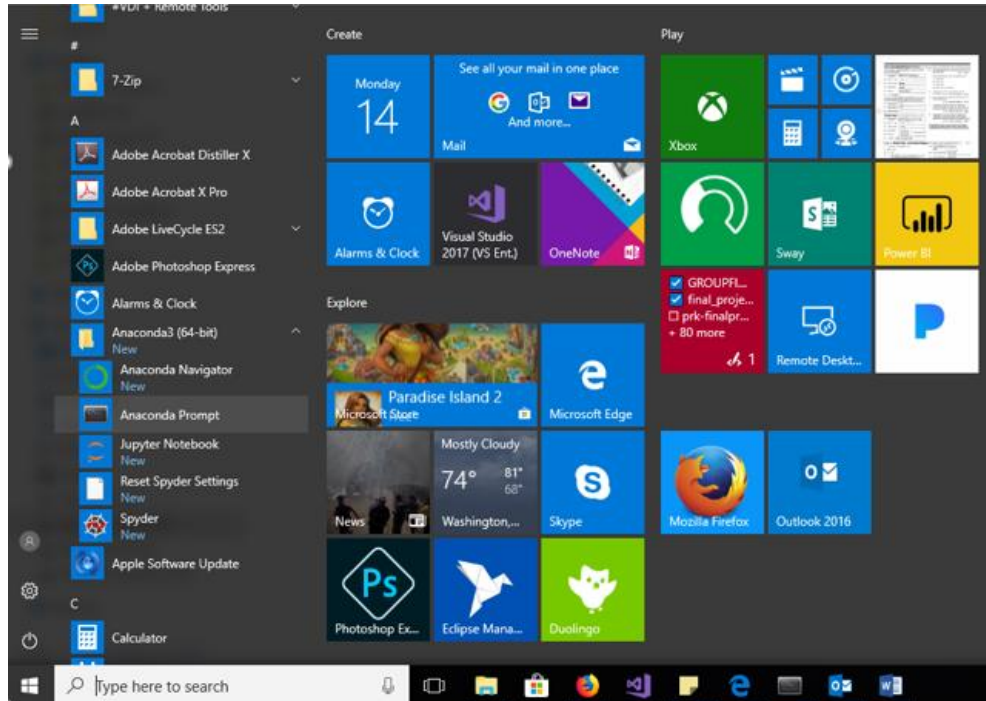 #VDI + Remote Tools
#
7-Zip
A
Adobe Acrobat Distiller X
Adobe Acrobat X Pro
Adobe LiveCycle ES2
Adobe Photoshop Express
Alarms & Clock
Anaconda3 (64-bit)
New
Anaconda Navigator
New
Anaconda Prompt
Jupyter Notebook
New
Reset Spyder Settings
New
Spyder
New
Apple Software Update
C
Calculator
Type here to search
Create
Monday
14
See all your mail in one place
And more...
Mail
Alarms & Clock
Visual Studio
2017 (VS Ent.)
OneNote
Explore
Paradise Island 2
Free
Microsoft Store
Microsoft Edge
News
Mostly Cloudy
74° 81°
68°
Washington,...
Skype
Ps
Photoshop Ex...
Eclipse Mana...
Duolingo
Play
Xbox
S
Sway
Power BI
GROUPFI...
final_proje...
prk-finalpr...
+ 80 more
1
Remote Deskt...
Mozilla Firefox
Outlook 2016